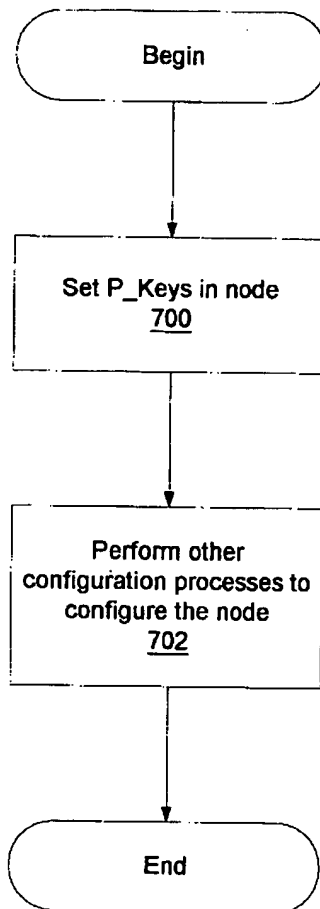 Begin
Set P_Keys in node
700
Perform other
configuration processes to
configure the node
702
End